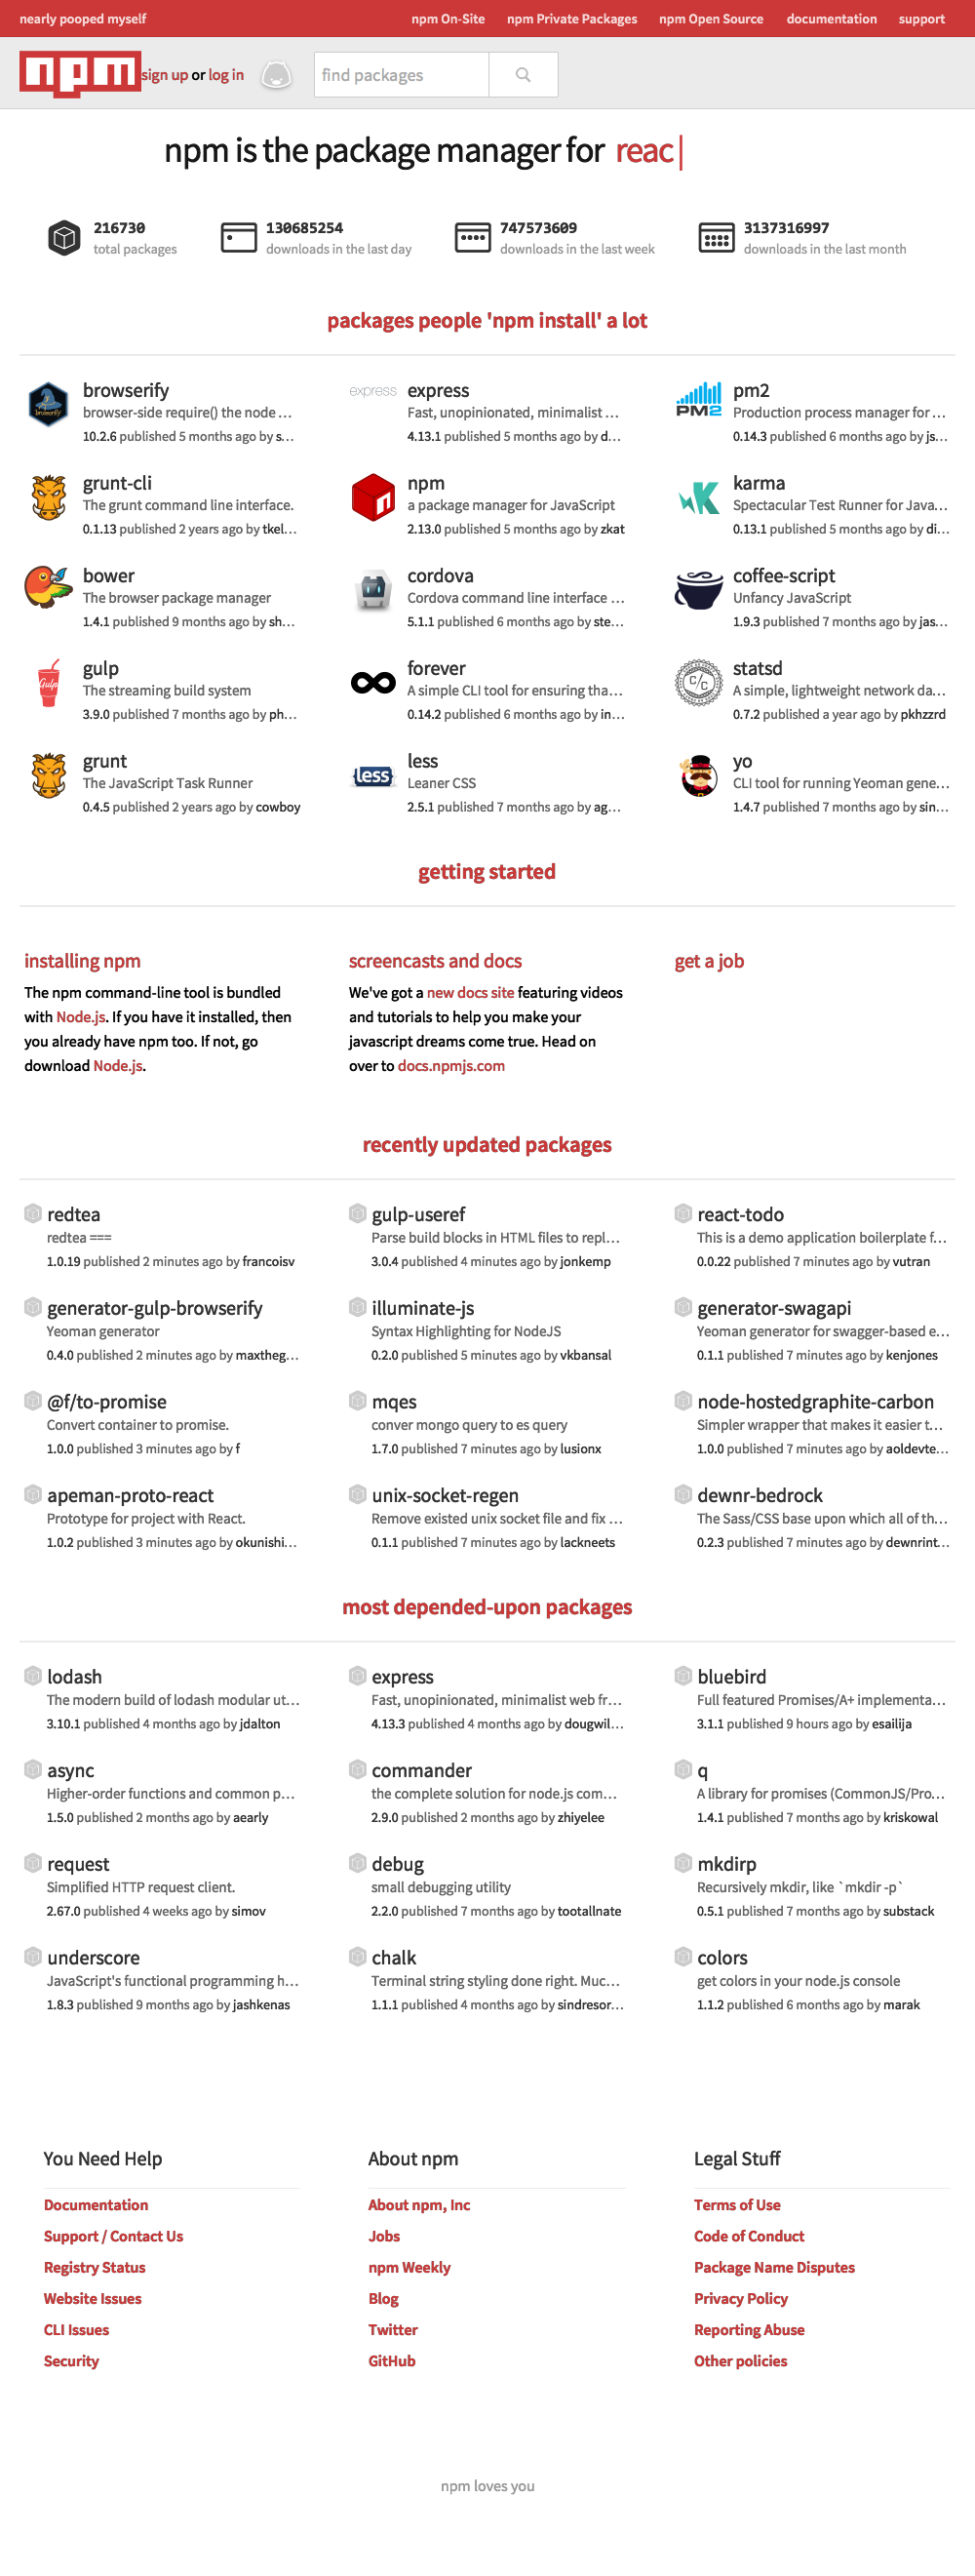 nearly pooped myself
npm On-Site npm Private Packages npm Open Source documentation support
npm sign up or log in find packages
npm is the package manager for reac
216730
total packages
130685254
downloads in the last day
747573609
downloads in the last week
3137316997
downloads in the last month
packages people 'npm install' a lot
browserify
browser-side require() the node ...
10.2.6 published 5 months ago by s...
express
express
Fast, unopinionated, minimalist ...
4.13.1 published 5 months ago by d...
PM2
pm2
Production process manager for ...
0.14.3 published 6 months ago by js...
grunt-cli
The grunt command line interface.
0.1.13 published 2 years ago by tkel...
n
npm
a package manager for JavaScript
2.13.0 published 5 months ago by zkat
K
karma
Spectacular Test Runner for Java...
0.13.1 published 5 months ago by di...
bower
The browser package manager
1.4.1 published 9 months ago by sh...
cordova
Cordova command line interface ...
5.1.1 published 6 months ago by ste...
coffee-script
Unfancy JavaScript
1.9.3 published 7 months ago by jas...
Gulp
gulp
The streaming build system
3.9.0 published 7 months ago by ph...
forever
A simple CLI tool for ensuring tha...
0.14.2 published 6 months ago by in...
C/C
statsd
A simple, lightweight network da...
0.7.2 published a year ago by pkhzzrd
grunt
The JavaScript Task Runner
0.4.5 published 2 years ago by cowboy
less
less
Leaner CSS
2.5.1 published 7 months ago by ag...
yo
CLI tool for running Yeoman gene...
1.4.7 published 7 months ago by sin...
getting started
installing npm
The npm command-line tool is bundled
with Node.js. If you have it installed, then
you already have npm too. If not, go
download Node.js.
screencasts and docs
We've got a new docs site featuring videos
and tutorials to help you make your
javascript dreams come true. Head on
over to docs.npmjs.com
get a job
recently updated packages
redtea
redtea ===
1.0.19 published 2 minutes ago by francoisv
gulp-useref
Parse build blocks in HTML files to repl...
3.0.4 published 4 minutes ago by jonkemp
react-todo
This is a demo application boilerplate f...
0.0.22 published 7 minutes ago by vutran
generator-gulp-browserify
Yeoman generator
0.4.0 published 2 minutes ago by maxtheg...
illuminate-js
Syntax Highlighting for NodeJS
0.2.0 published 5 minutes ago by vkbansal
generator-swagapi
Yeoman generator for swagger-based e...
0.1.1 published 7 minutes ago by kenjones
@f/to-promise
Convert container to promise.
1.0.0 published 3 minutes ago by f
mqes
conver mongo query to es query
1.7.0 published 7 minutes ago by lusionx
node-hostedgraphite-carbon
Simpler wrapper that makes it easier t...
1.0.0 published 7 minutes ago by aoldevte...
apeman-proto-react
Prototype for project with React.
1.0.2 published 3 minutes ago by okunishi...
unix-socket-regen
Remove existed unix socket file and fix ...
0.1.1 published 7 minutes ago by lackneets
dewnr-bedrock
The Sass/CSS base upon which all of th...
0.2.3 published 7 minutes ago by dewnrint...
most depended-upon packages
lodash
The modern build of lodash modular ut...
3.10.1 published 4 months ago by jdalton
express
Fast, unopinionated, minimalist web fr...
4.13.3 published 4 months ago by dougwil...
bluebird
Full featured Promises/A+ implementa...
3.1.1 published 9 hours ago by esailija
async
Higher-order functions and common p...
1.5.0 published 2 months ago by aearly
commander
the complete solution for node.js com...
2.9.0 published 2 months ago by zhiyelee
q
A library for promises (CommonJS/Pro...
1.4.1 published 7 months ago by kriskowal
request
Simplified HTTP request client.
2.67.0 published 4 weeks ago by simov
debug
small debugging utility
2.2.0 published 7 months ago by tootallnate
mkdirp
Recursively mkdir, like `mkdir -p`
0.5.1 published 7 months ago by substack
underscore
JavaScript's functional programming h...
1.8.3 published 9 months ago by jashkenas
chalk
Terminal string styling done right. Muc...
1.1.1 published 4 months ago by sindresor...
colors
get colors in your node.js console
1.1.2 published 6 months ago by marak
You Need Help
Documentation
Support / Contact Us
Registry Status
Website Issues
CLI Issues
Security
About npm
About npm, Inc
Jobs
npm Weekly
Blog
Twitter
GitHub
Legal Stuff
Terms of Use
Code of Conduct
Package Name Disputes
Privacy Policy
Reporting Abuse
Other policies
npm loves you